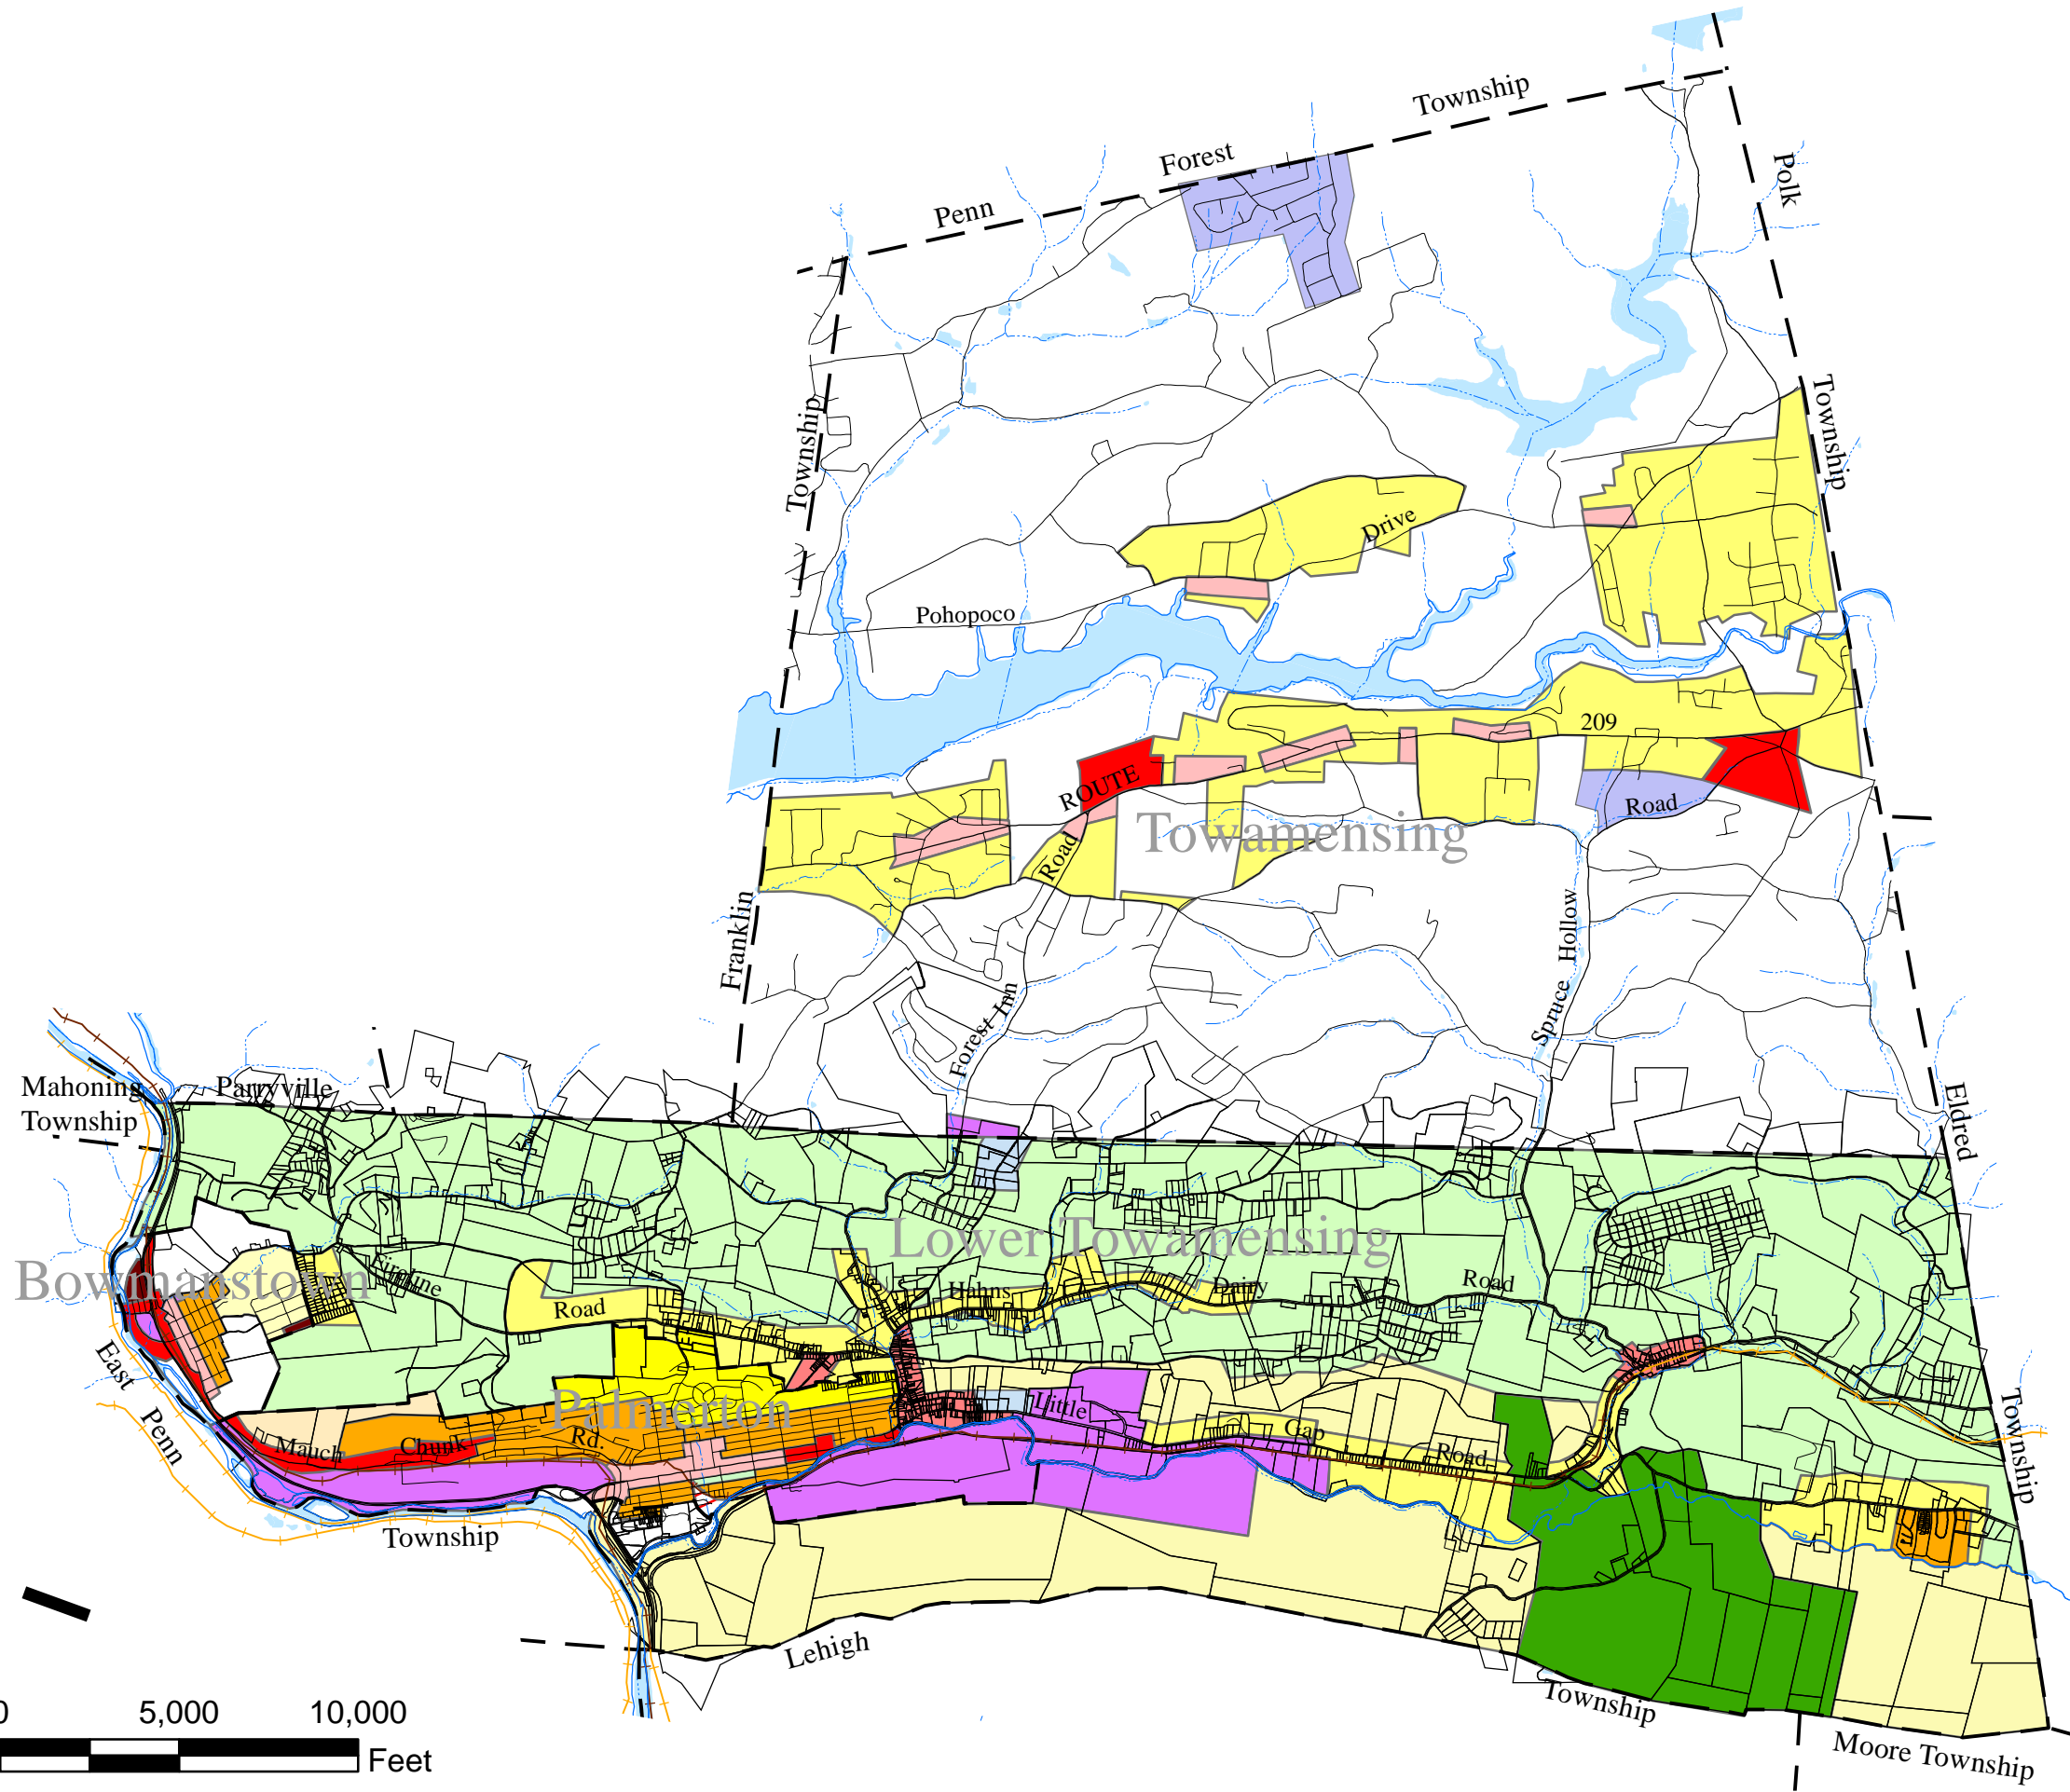 Township
Forest
Penn
Polk
Township
Township
Drive
Pohopoco
209
ROUTE
Road
Towamensing
Road
Franklin
Hollow
Spruce
Forest Inn
Mahoning
Township
Parryville
Eldred
Lower Towamensing
Bowmanstown
Fireline
Road
Hahns
Dairy
Road
East
Palmerton
Little
Gap
Road
Mauch
Chunk
Rd.
Penn
Township
Township
Lehigh
Township
Moore Township
0
5,000
10,000
Feet